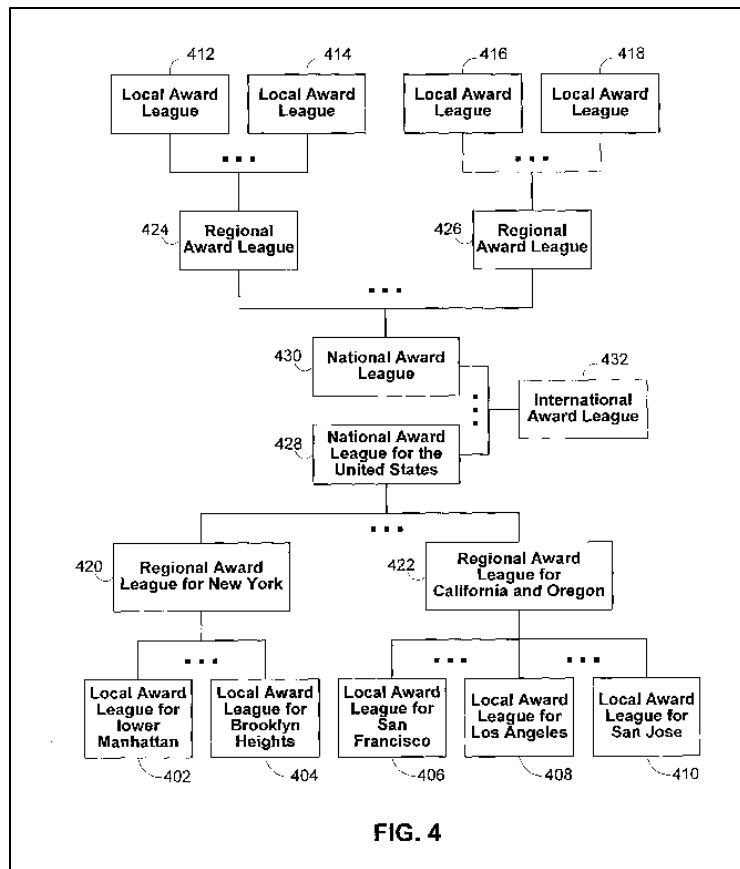 412
414
416
418
Local Award
League
Local Award
League
Local Award
League
Local Award
League
424
Regional
Award League
426
Regional
Award League
430
National Award
League
432
International
Award League
428
National Award
League for the
United States
420
Regional Award
League for New York
422
Regional Award
League for
California and Oregon
Local Award
League for
lower
Manhattan
Local Award
League for
Brooklyn
Heights
Local Award
League for
San
Francisco
Local Award
League for
Los Angeles
Local Award
League for
San Jose
402
404
406
408
410
FIG. 4